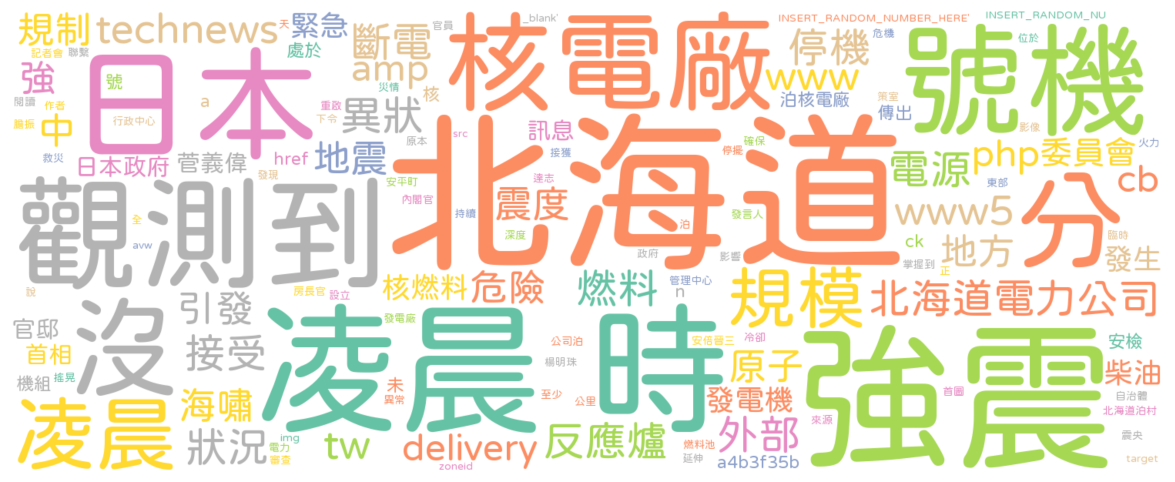 規制 technews 緊急 天 官員 _blank' INSERT_RANDOM_NUMBER_HERE' INSERT_RANDOM_NU
記者會 聯繫 處於 斷電 核電廠 停機 危機 位於 號機
強 號 災情 amp www
閱讀 作者 a 重啟 核 泊核電廠 策室 傳出
日本 下令 異狀 影像
臉振 中 行政中心 原本 訊息 停擺 確保 火力
救災 日本政府 菅義偉 href 地震 src 接獲 北海道 電源 php 委員會
發現 安平町 達志 東部 cb
觀測到 內閣官 震度 www5 分
全 持續 泊 發言人 ck 地方 臨時
avw 深度 政府 影響 掌握到 正 發生
說 房長官 設立 核燃料 危險 燃料 管理中心 n 規模 北海道電力公司
官邸 沒 引發 發電廠 公司泊 安倍晉三 冷卻 安檢
首相 接受 凌晨 時 楊明珠 原子 強震 柴油
機組 搖晃 未 異常 至少 公里 首圖 自治體
凌晨 海嘯 發電機 來源 北海道泊村
狀況 img tw delivery 反應爐 燃料池 外部 震央
電力 審查 zoneid 延伸 a4b3f35b target